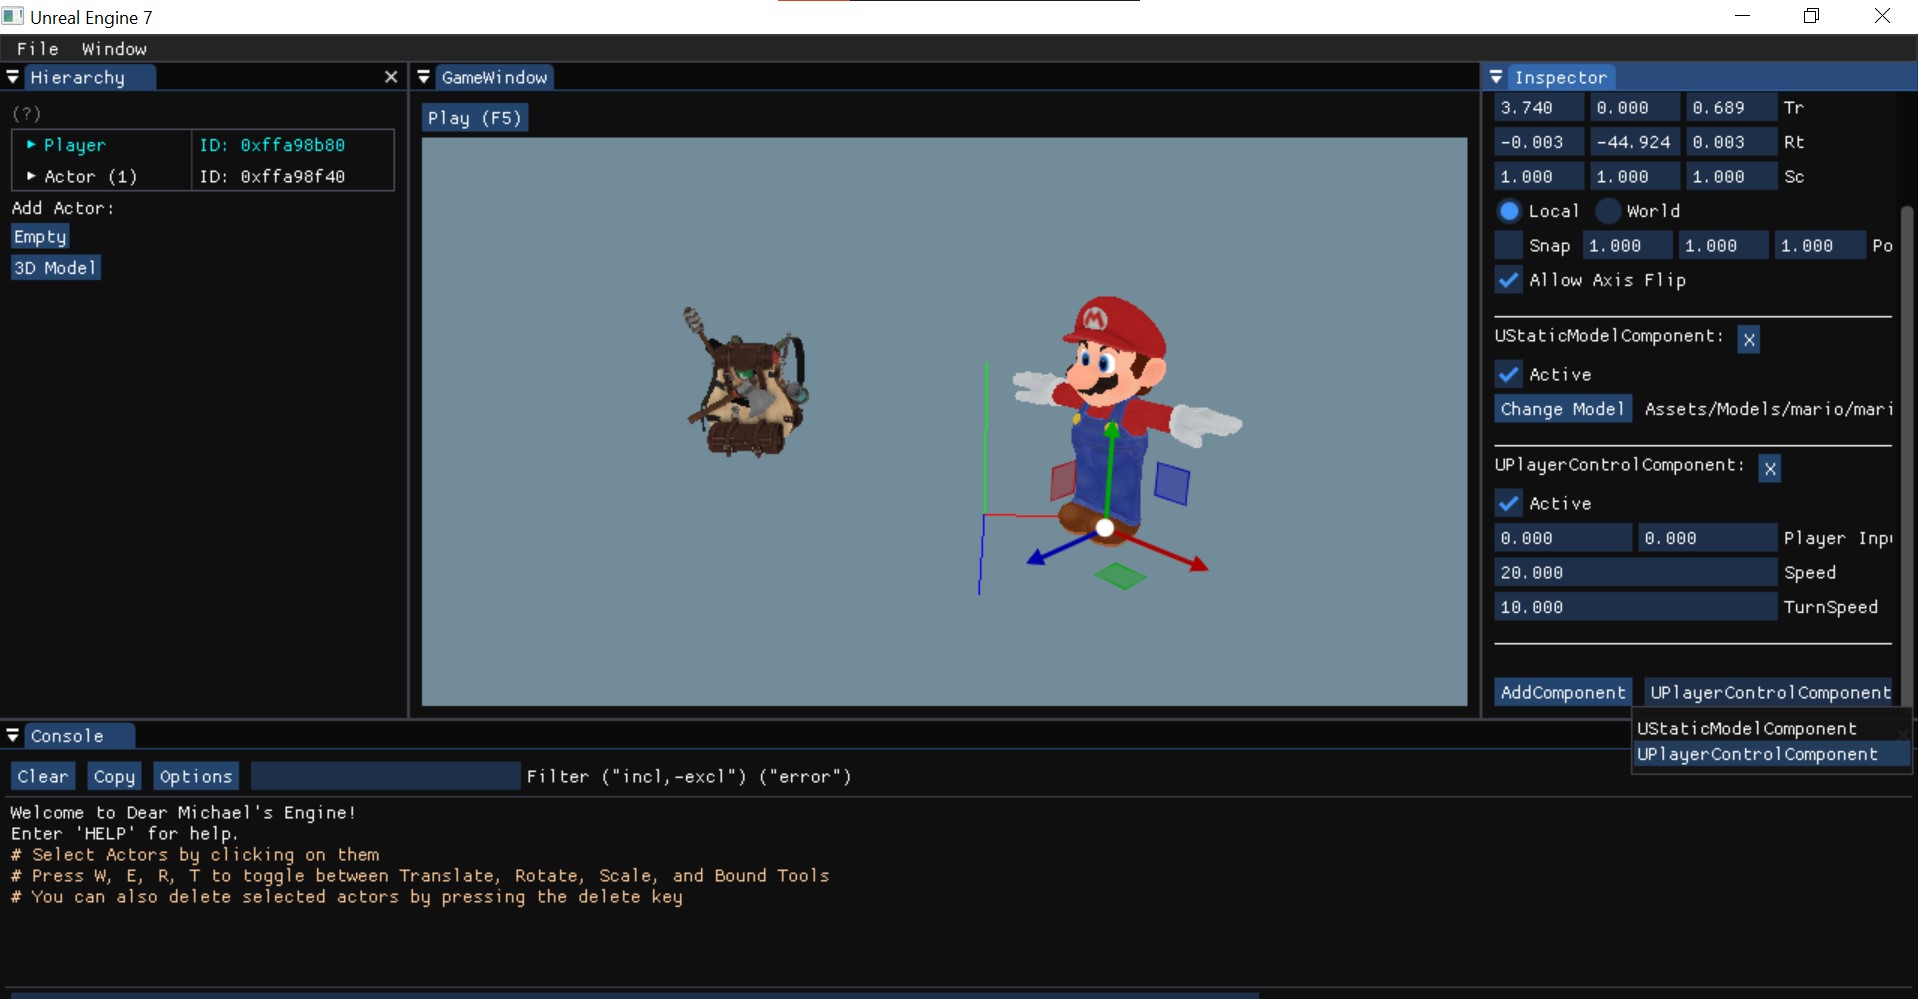 Unreal Engine 7
File Window
Hierarchy
(?)
Player ID: 0xffa98b80
Actor (1) ID: 0xffa98f40
Add Actor:
Empty
3D Model
GameWindow
Play (F5)
M
Inspector
3.740 0.000 0.689 Tr
-0.003 -44.924 0.003 Rt
1.000 1.000 1.000 Sc
Local World
Snap 1.000 1.000 1.000 Po
Allow Axis Flip
UStaticModelComponent: X
Active
Change Model Assets/Models/mario/mari
UPlayerControlComponent: X
Active
0.000 0.000 Player Inp
20.000 Speed
10.000 TurnSpeed
AddComponent UPlayerControlComponent
UStaticModelComponent
UPlayerControlComponent
Console
Clear Copy Options Filter ("incl,-excl") ("error")
Welcome to Dear Michael's Engine!
Enter 'HELP' for help.
# Select Actors by clicking on them
# Press W, E, R, T to toggle between Translate, Rotate, Scale, and Bound Tools
# You can also delete selected actors by pressing the delete key